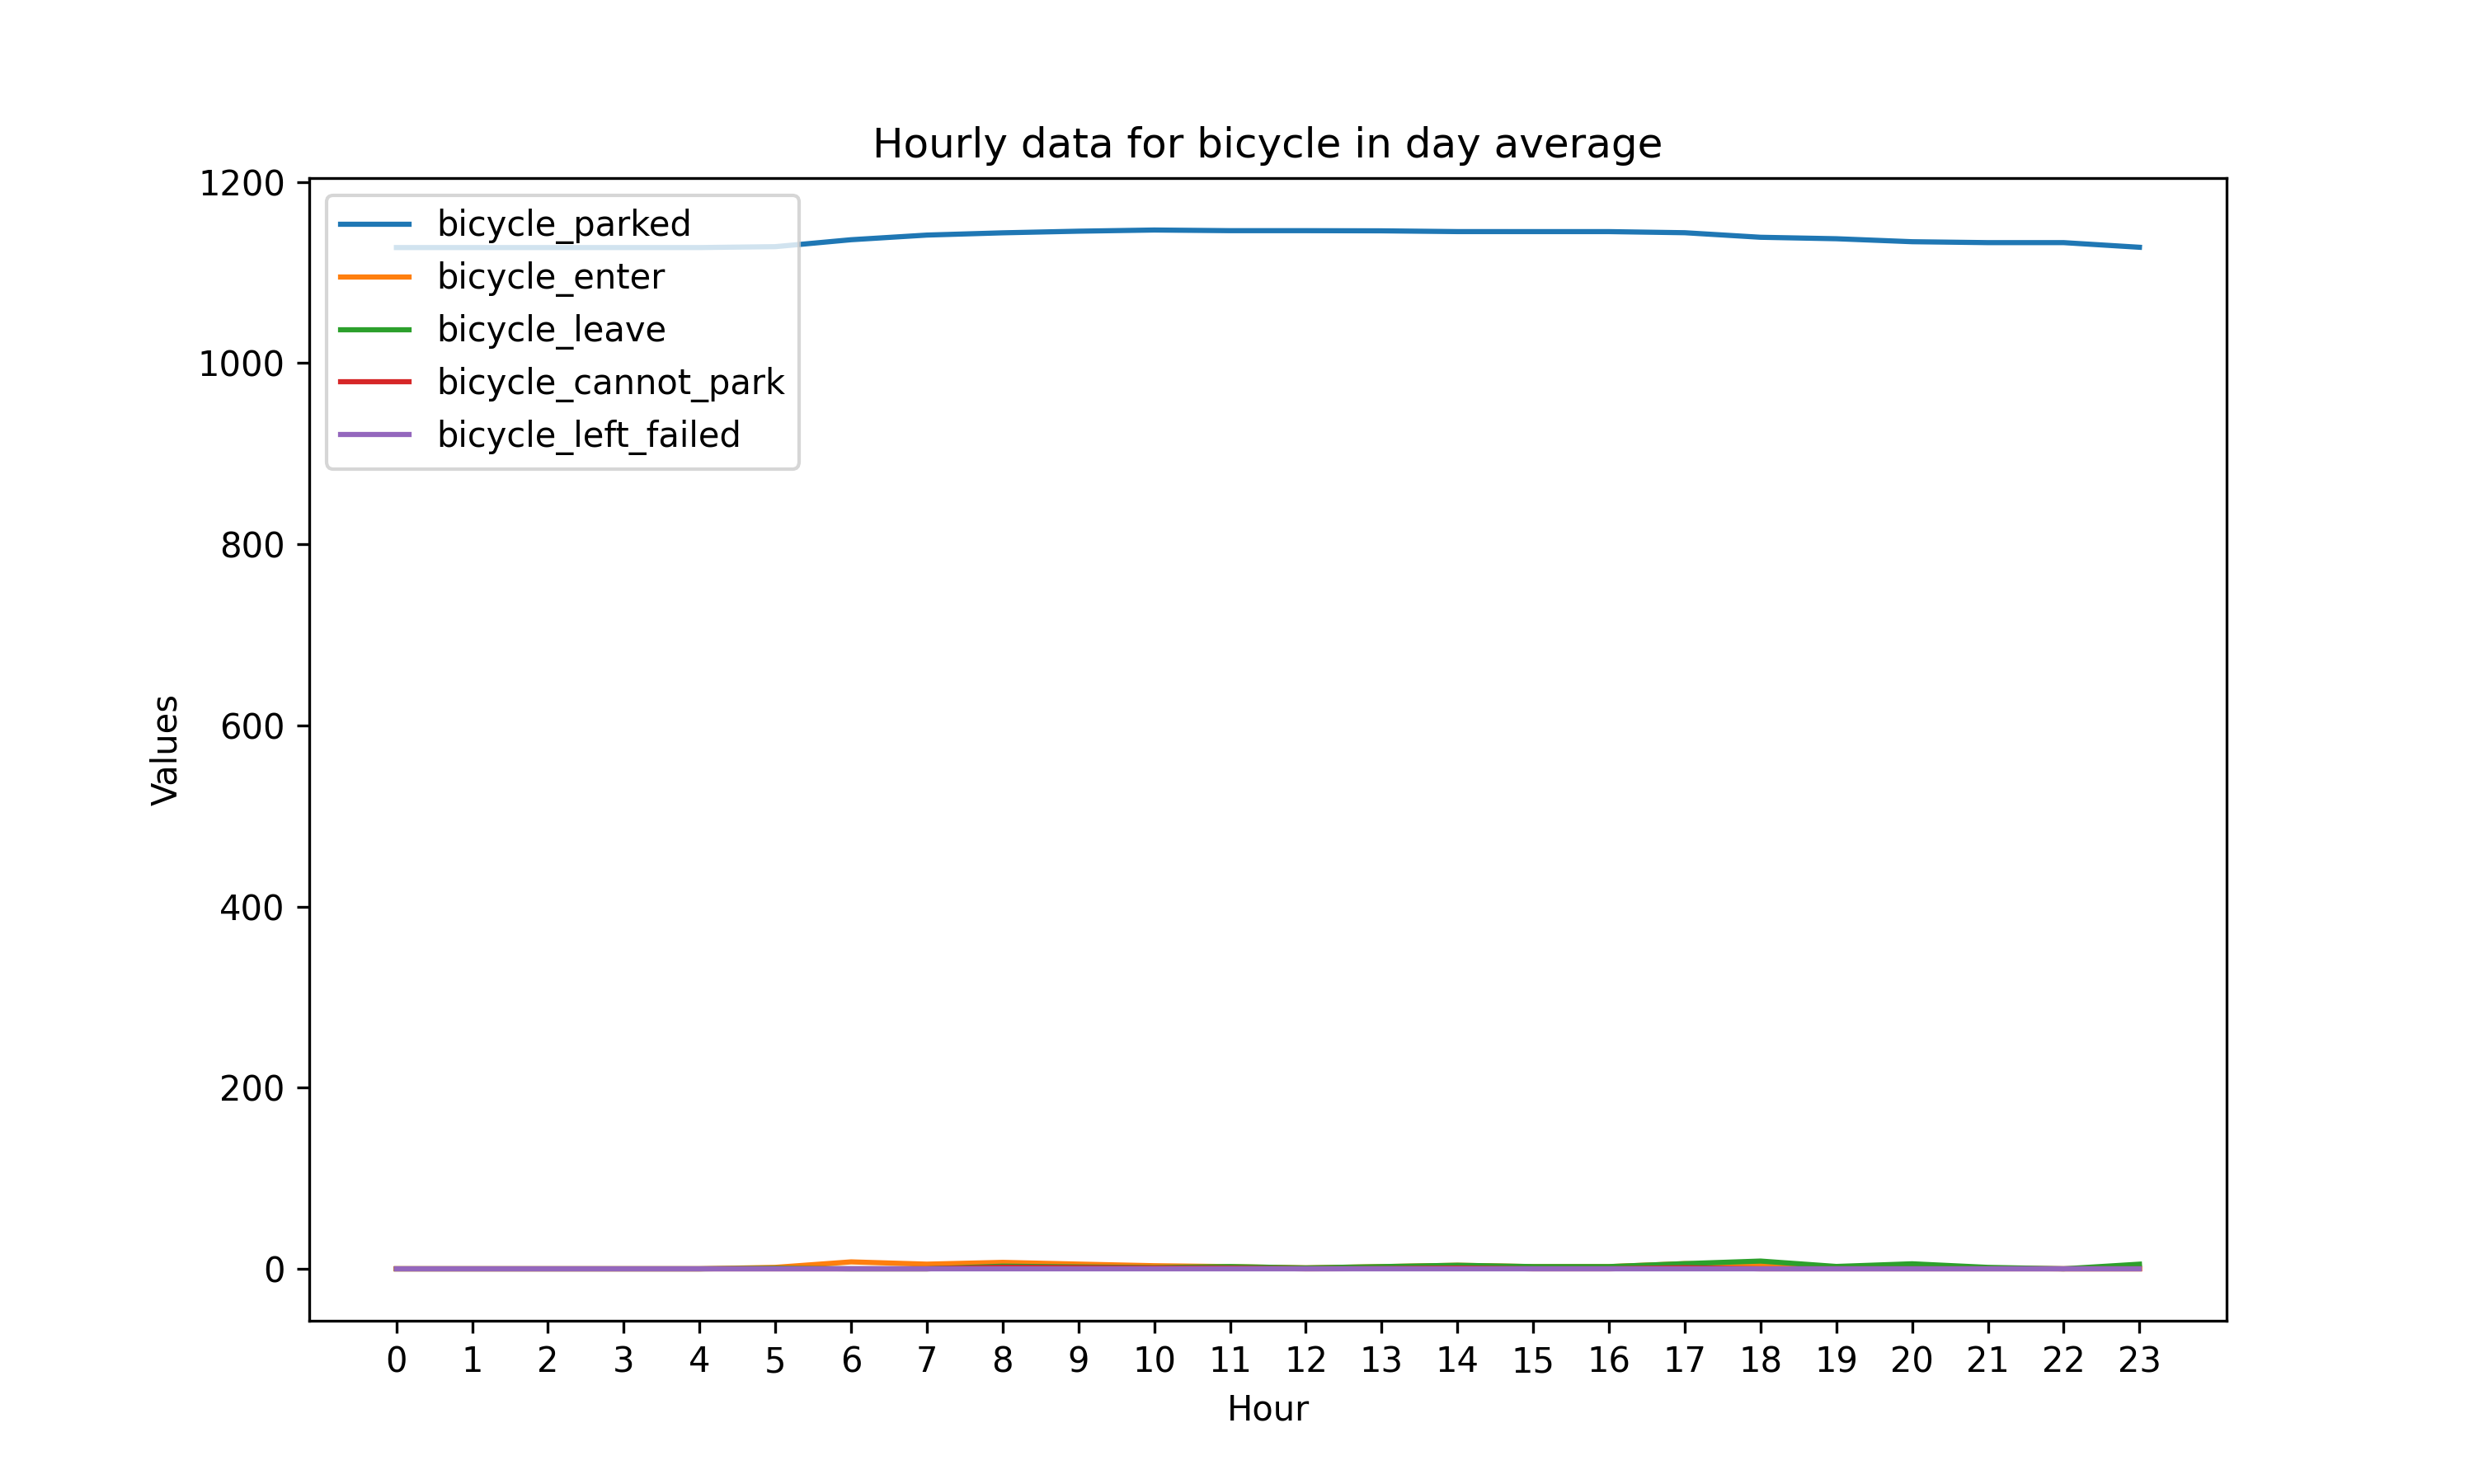 Hourly data for bicycle in day average
1200
1000
800
600
400
200
0
Values
bicycle_parked
bicycle_enter
bicycle_leave
bicycle_cannot_park
bicycle_left_failed
0 1 2 3 4 5 6 7 8 9 10 11 12 13 14 15 16 17 18 19 20 21 22 23
Hour